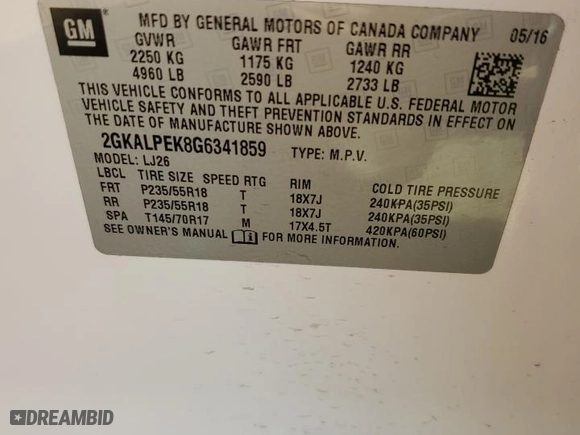 GM
MFD BY GENERAL MOTORS OF CANADA COMPANY 05/16
GVWR GAWR FRT GAWR RR
2250 KG 1175 KG 1240 KG
4960 LB 2590 LB 2733 LB
THIS VEHICLE CONFORMS TO ALL APPLICABLE U.S. FEDERAL MOTOR
VEHICLE SAFETY AND THEFT PREVENTION STANDARDS IN EFFECT ON
THE DATE OF MANUFACTURE SHOWN ABOVE.
2GKALPEK8G6341859 TYPE: M.P.V.
MODEL: LJ26
LBCL TIRE SIZE SPEED RTG RIM COLD TIRE PRESSURE
FRT P235/55R18 T 18X7J 240KPA(35PSI)
RR P235/55R18 T 18X7J 240KPA(35PSI)
SPA T145/70R17 M 17X4.5T 420KPA(60PSI)
SEE OWNER'S MANUAL FOR MORE INFORMATION.
DREAMBID